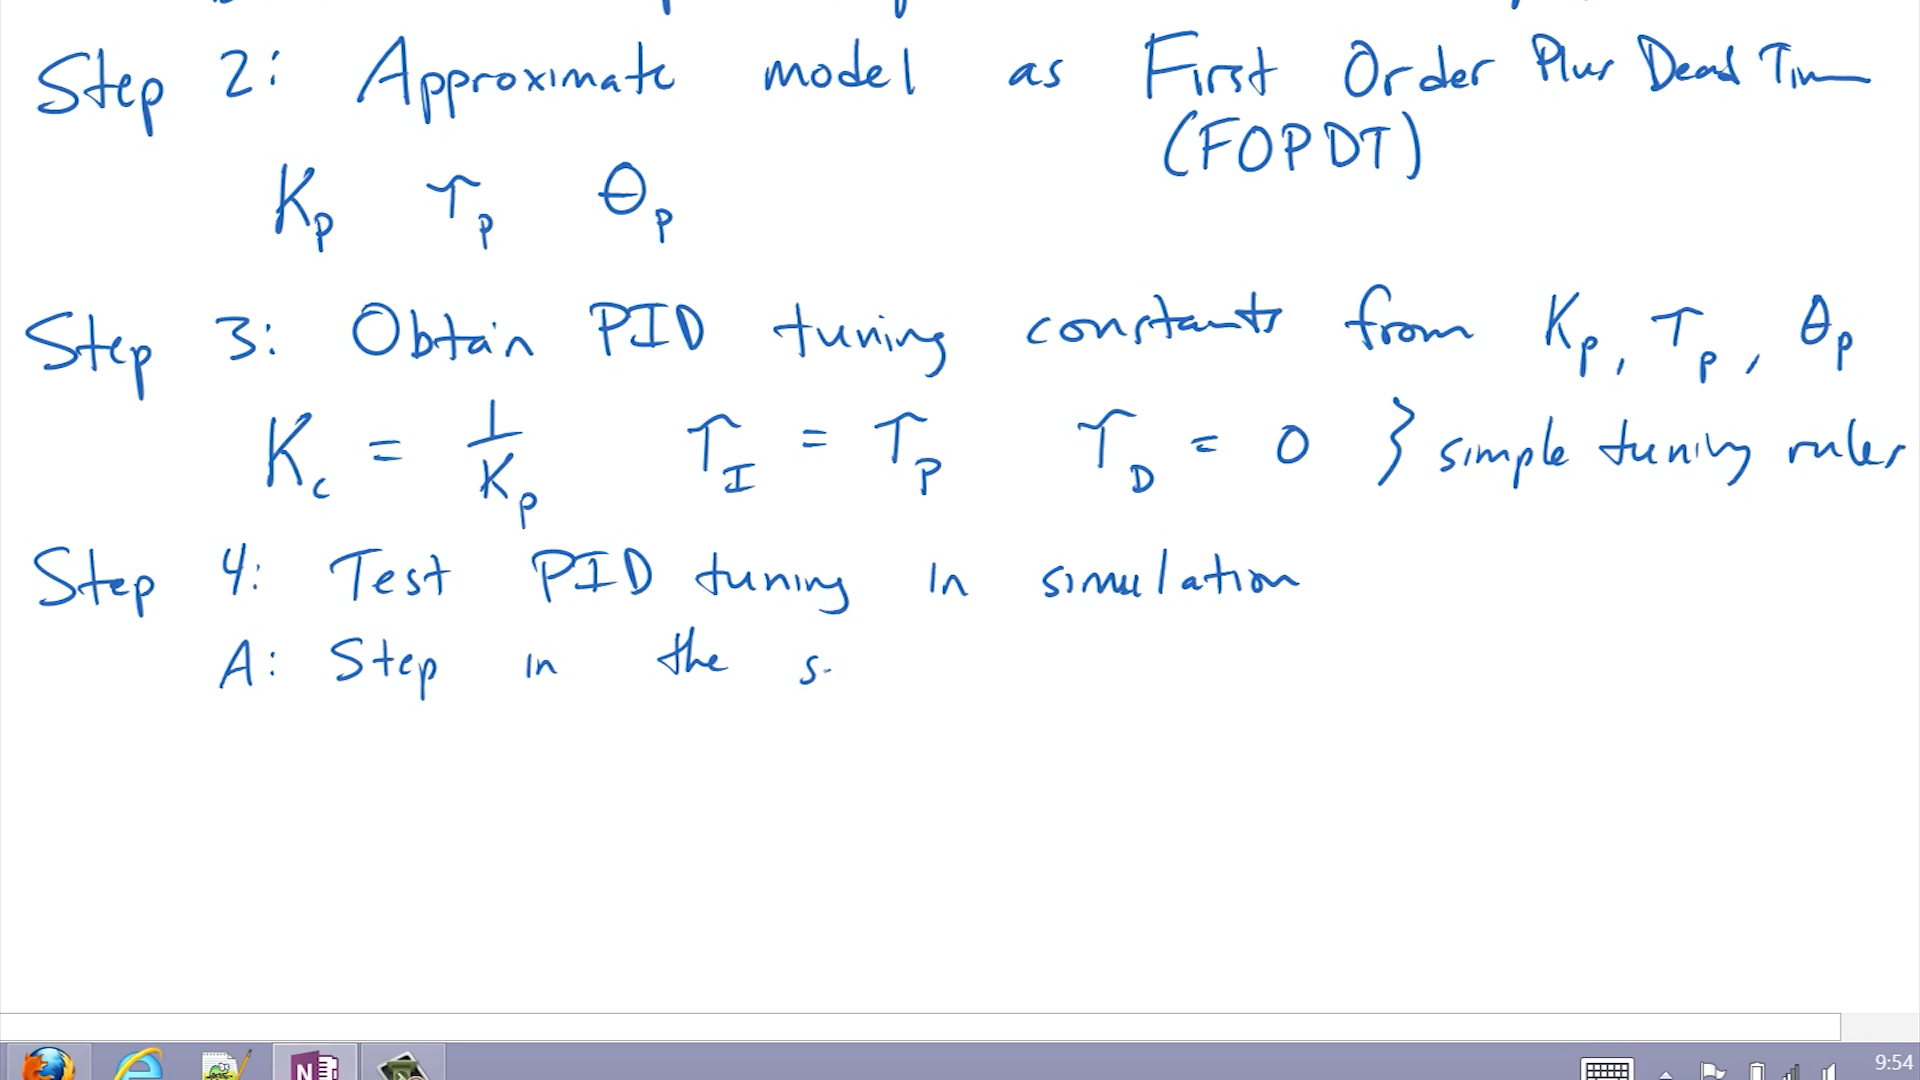 Step 2: Approximate model as First Order Plus Dead Time
(FOPDT)
Kp τp θp
Step 3: Obtain PID tuning constants from Kp, τp, θp
Kc = 1/Kp τI = τP τD = 0 } simple tuning rules
Step 4: Test PID tuning in simulation
A: Step in the s
N
9:54